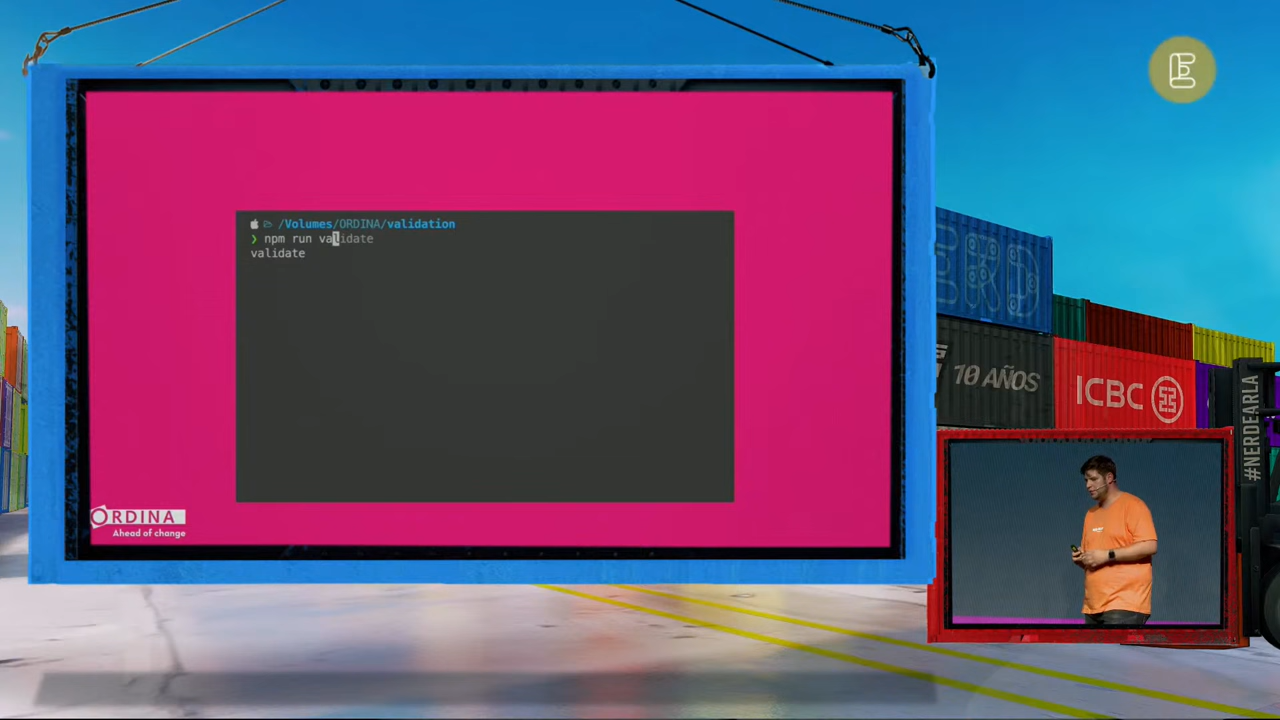 /Volumes/ORDINA/validation
❯ npm run validate
validate
ORDINA
Ahead of change
10 AÑOS
ICBC
#NERDEARLA